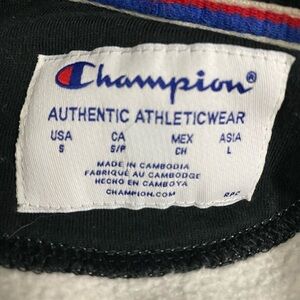 Champion®
AUTHENTIC ATHLETICWEAR
USA CA MEX ASIA
S S/P CH L
MADE IN CAMBODIA
FABRIQUÉ AU CAMBODGE
HECHO EN CAMBOYA
CHAMPION.COM